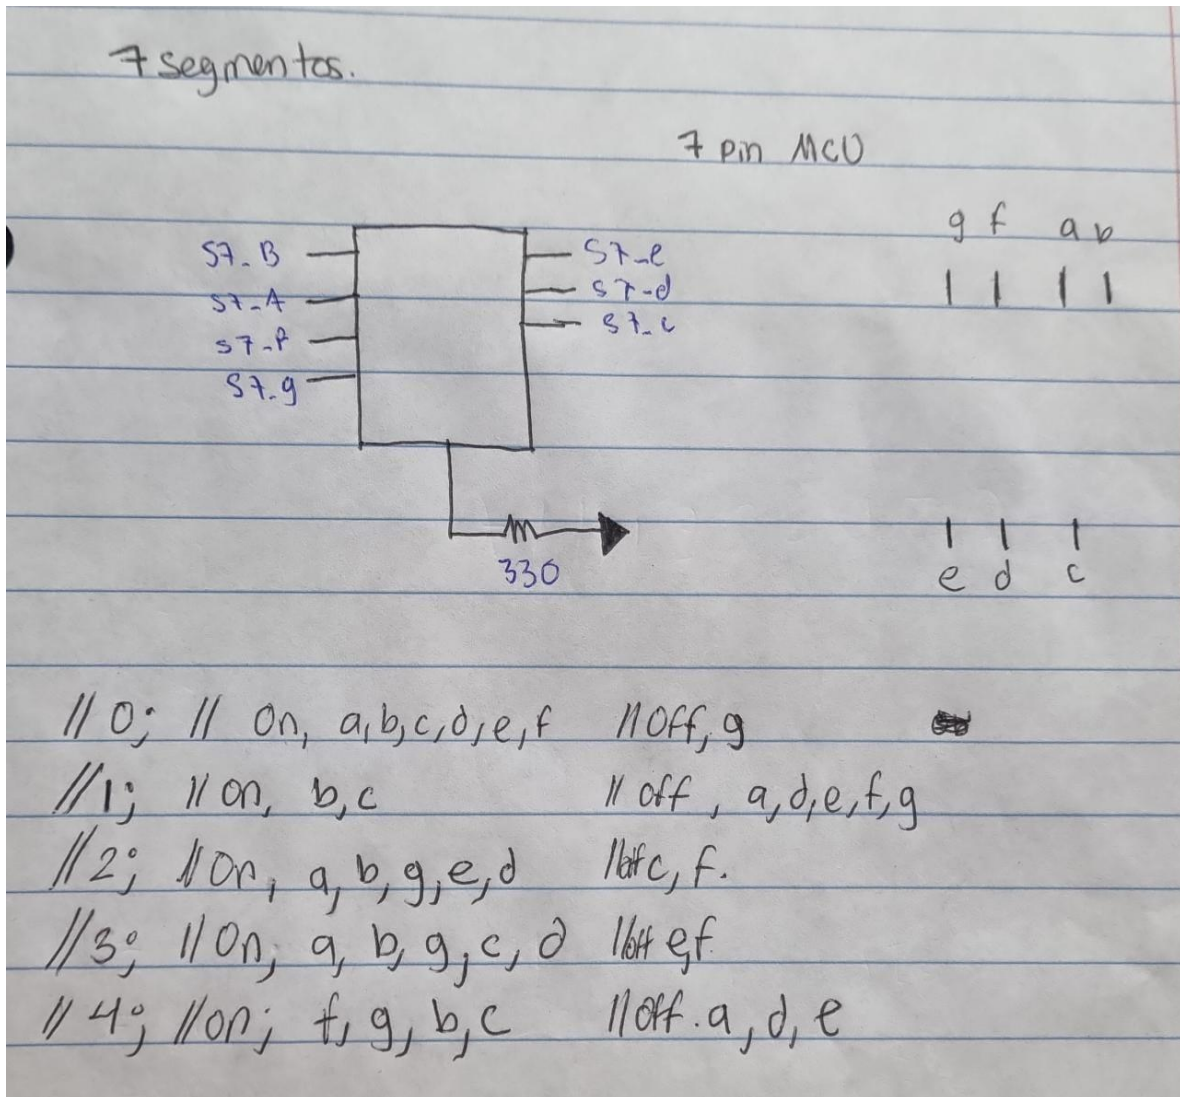 7 segmentos.
7 pin MCU
g f a b
S7_B S7_e
S7_A S7_d
S7_f S7_c
S7_g
330
e d c
// 0; // On, a,b,c,d,e,f // Off, g
// 1; // on, b,c // off, a,d,e,f,g
// 2; // On, a, b, g, e, d // off c, f.
// 3; // On; a, b, g, c, d // off e,f
// 4; // on; f, g, b, c // Off. a, d, e